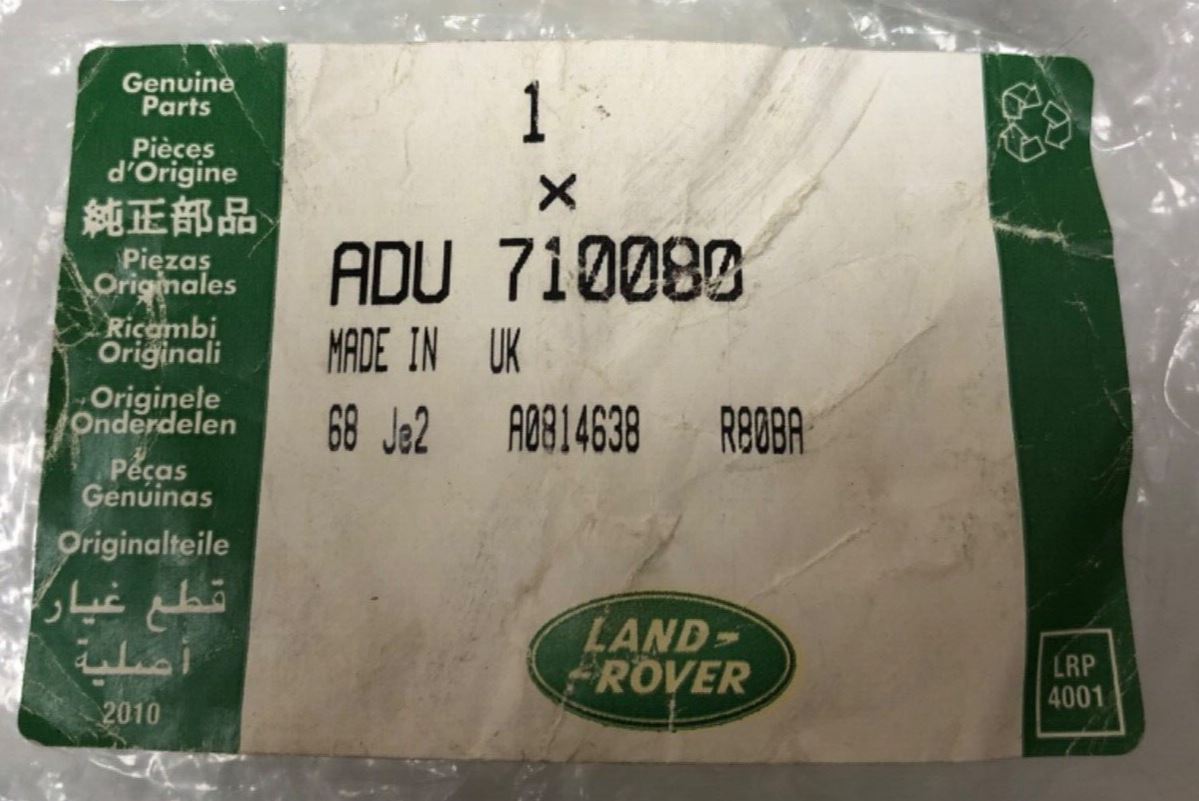 Genuine
Parts
Pièces
d'Origine
純正部品
Piezas
Originales
Ricambi
Originali
Originele
Onderdelen
Peças
Genuinas
Originalteile
قطع غيار
أصلية
2010
1
×
ADU 710080
MADE IN UK
68 Je2 A0814638 R80BA
LAND-
-ROVER
LRP
4001